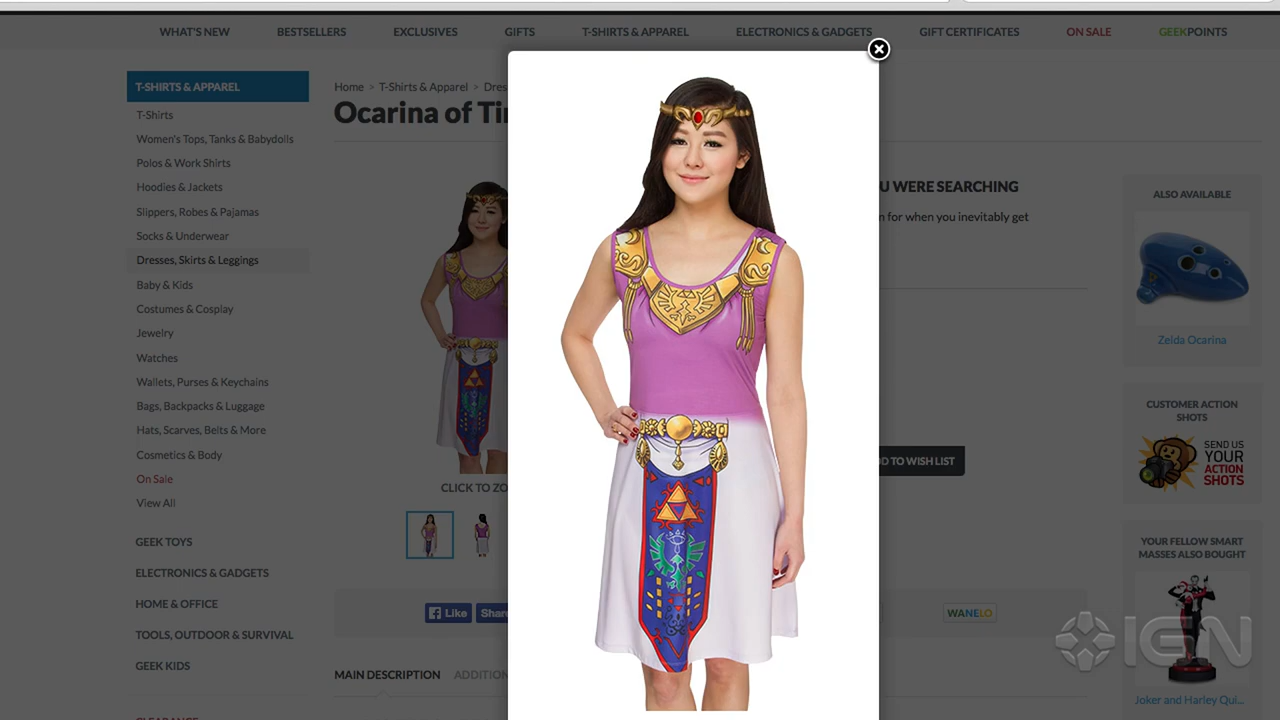 WHAT'S NEW
BESTSELLERS
EXCLUSIVES
GIFTS
T-SHIRTS & APPAREL
ELECTRONICS & GADGETS
GIFT CERTIFICATES
ON SALE
GEEKPOINTS
T-SHIRTS & APPAREL
T-Shirts
Women's Tops, Tanks & Babydolls
Polos & Work Shirts
Hoodies & Jackets
Slippers, Robes & Pajamas
Socks & Underwear
Dresses, Skirts & Leggings
Baby & Kids
Costumes & Cosplay
Jewelry
Watches
Wallets, Purses & Keychains
Bags, Backpacks & Luggage
Hats, Scarves, Belts & More
Cosmetics & Body
On Sale
View All
GEEK TOYS
ELECTRONICS & GADGETS
HOME & OFFICE
TOOLS, OUTDOOR & SURVIVAL
GEEK KIDS
CLEARANCE
Home > T-Shirts & Apparel > Dres
Ocarina of Ti
U WERE SEARCHING
n for when you inevitably get
D TO WISH LIST
CLICK TO ZO
Like
Shar
WANELO
MAIN DESCRIPTION
ADDITION
ALSO AVAILABLE
Zelda Ocarina
CUSTOMER ACTION
SHOTS
SEND US
YOUR
ACTION
SHOTS
YOUR FELLOW SMART
MASSES ALSO BOUGHT
Joker and Harley Qui...
IGN